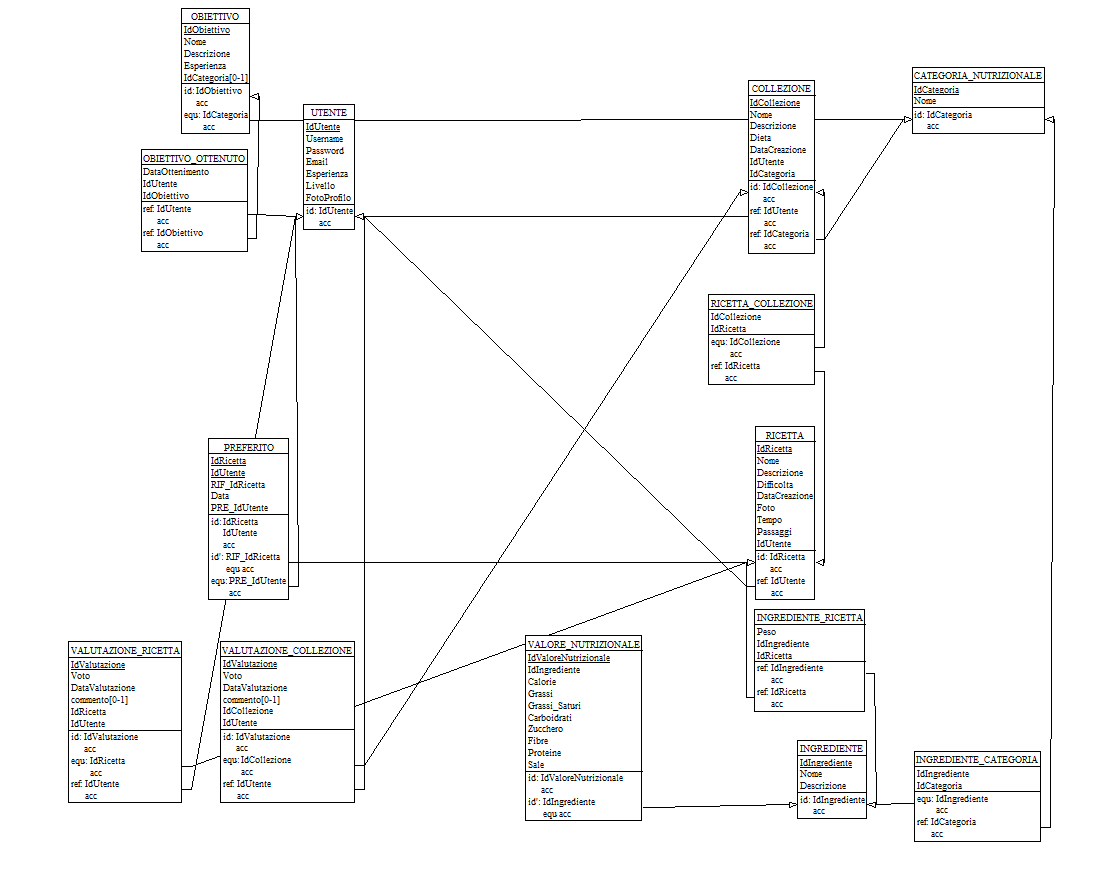 OBIETTIVO
IdObiettivo
Nome
Descrizione
Esperienza
IdCategoria[0-1]
id: IdObiettivo
acc
equ: IdCategoria
acc
OBIETTIVO_OTTENUTO
DataOttenimento
IdUtente
IdObiettivo
ref: IdUtente
acc
ref: IdObiettivo
acc
UTENTE
IdUtente
Username
Password
Email
Esperienza
Livello
FotoProfilo
id: IdUtente
acc
COLLEZIONE
IdCollezione
Nome
Descrizione
Dieta
DataCreazione
IdUtente
IdCategoria
id: IdCollezione
acc
ref: IdUtente
acc
ref: IdCategoria
acc
CATEGORIA_NUTRIZIONALE
IdCategoria
Nome
id: IdCategoria
acc
RICETTA_COLLEZIONE
IdCollezione
IdRicetta
equ: IdCollezione
acc
ref: IdRicetta
acc
PREFERITO
IdRicetta
IdUtente
RIF_IdRicetta
Data
PRE_IdUtente
id: IdRicetta
IdUtente
acc
id': RIF_IdRicetta
equ acc
equ: PRE_IdUtente
acc
RICETTA
IdRicetta
Nome
Descrizione
Difficolta
DataCreazione
Foto
Tempo
Passaggi
IdUtente
id: IdRicetta
acc
ref: IdUtente
acc
VALUTAZIONE_RICETTA
IdValutazione
Voto
DataValutazione
commento[0-1]
IdRicetta
IdUtente
id: IdValutazione
acc
equ: IdRicetta
acc
ref: IdUtente
acc
VALUTAZIONE_COLLEZIONE
IdValutazione
Voto
DataValutazione
commento[0-1]
IdCollezione
IdUtente
id: IdValutazione
acc
equ: IdCollezione
acc
ref: IdUtente
acc
VALORE_NUTRIZIONALE
IdValoreNutrizionale
IdIngrediente
Calorie
Grassi
Grassi_Saturi
Carboidrati
Zucchero
Fibre
Proteine
Sale
id: IdValoreNutrizionale
acc
id': IdIngrediente
equ acc
INGREDIENTE_RICETTA
Peso
IdIngrediente
IdRicetta
ref: IdIngrediente
acc
ref: IdRicetta
acc
INGREDIENTE
IdIngrediente
Nome
Descrizione
id: IdIngrediente
acc
INGREDIENTE_CATEGORIA
IdIngrediente
IdCategoria
equ: IdIngrediente
acc
ref: IdCategoria
acc